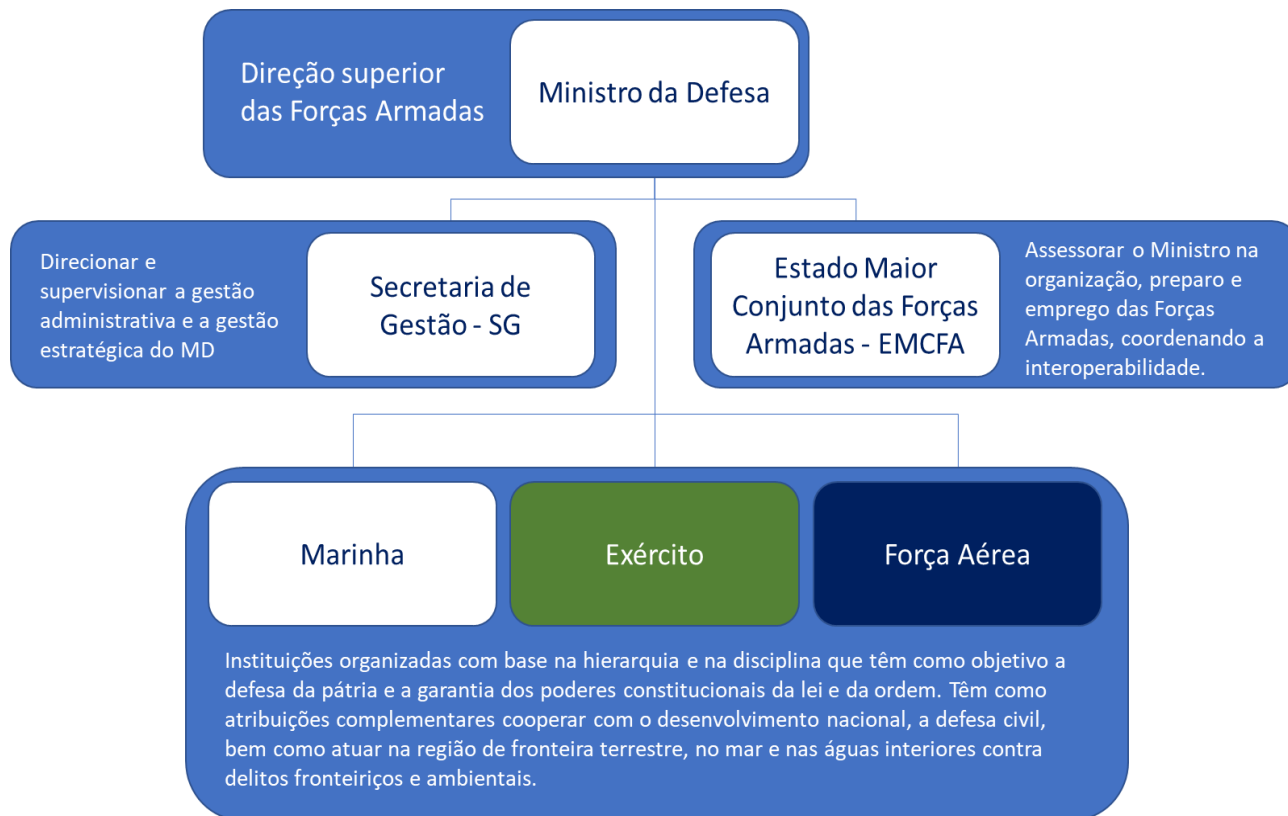 Direção superior
das Forças Armadas
Ministro da Defesa
Direcionar e
supervisionar a gestão
administrativa e a gestão
estratégica do MD
Secretaria de
Gestão - SG
Estado Maior
Conjunto das Forças
Armadas - EMCFA
Assessorar o Ministro na
organização, preparo e
emprego das Forças
Armadas, coordenando a
interoperabilidade.
Marinha
Exército
Força Aérea
Instituições organizadas com base na hierarquia e na disciplina que têm como objetivo a
defesa da pátria e a garantia dos poderes constitucionais da lei e da ordem. Têm como
atribuições complementares cooperar com o desenvolvimento nacional, a defesa civil,
bem como atuar na região de fronteira terrestre, no mar e nas águas interiores contra
delitos fronteiriços e ambientais.